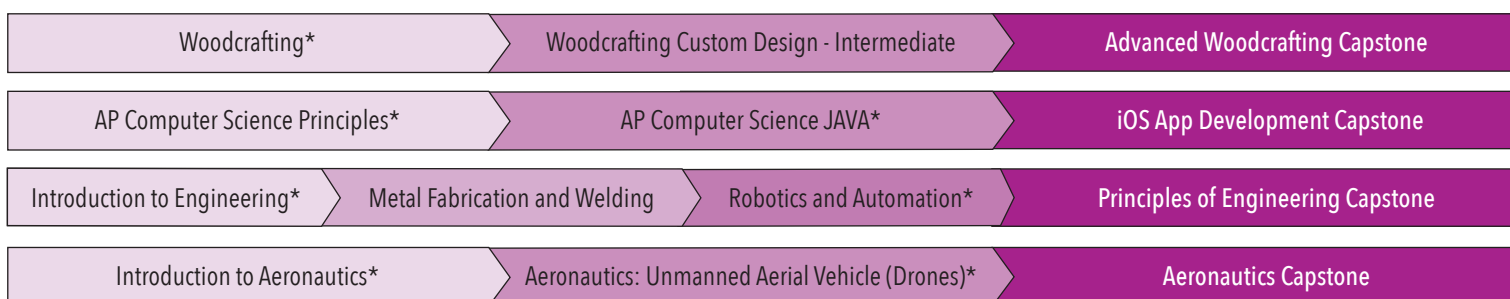 Woodcrafting* Woodcrafting Custom Design - Intermediate Advanced Woodcrafting Capstone
AP Computer Science Principles* AP Computer Science JAVA* iOS App Development Capstone
Introduction to Engineering* Metal Fabrication and Welding Robotics and Automation* Principles of Engineering Capstone
Introduction to Aeronautics* Aeronautics: Unmanned Aerial Vehicle (Drones)* Aeronautics Capstone